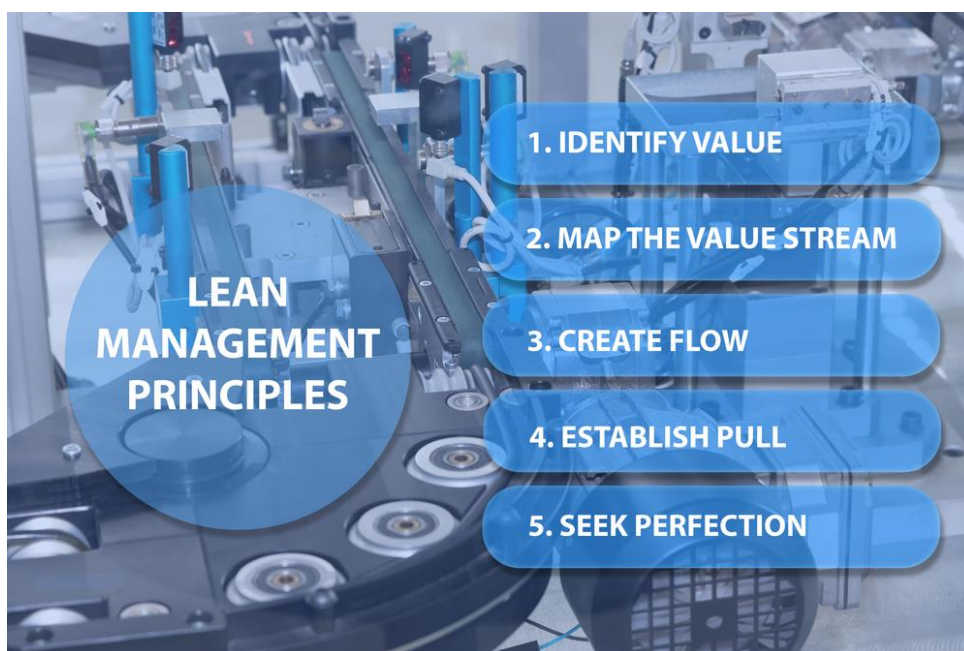 LEAN
MANAGEMENT
PRINCIPLES
1. IDENTIFY VALUE
2. MAP THE VALUE STREAM
3. CREATE FLOW
4. ESTABLISH PULL
5. SEEK PERFECTION